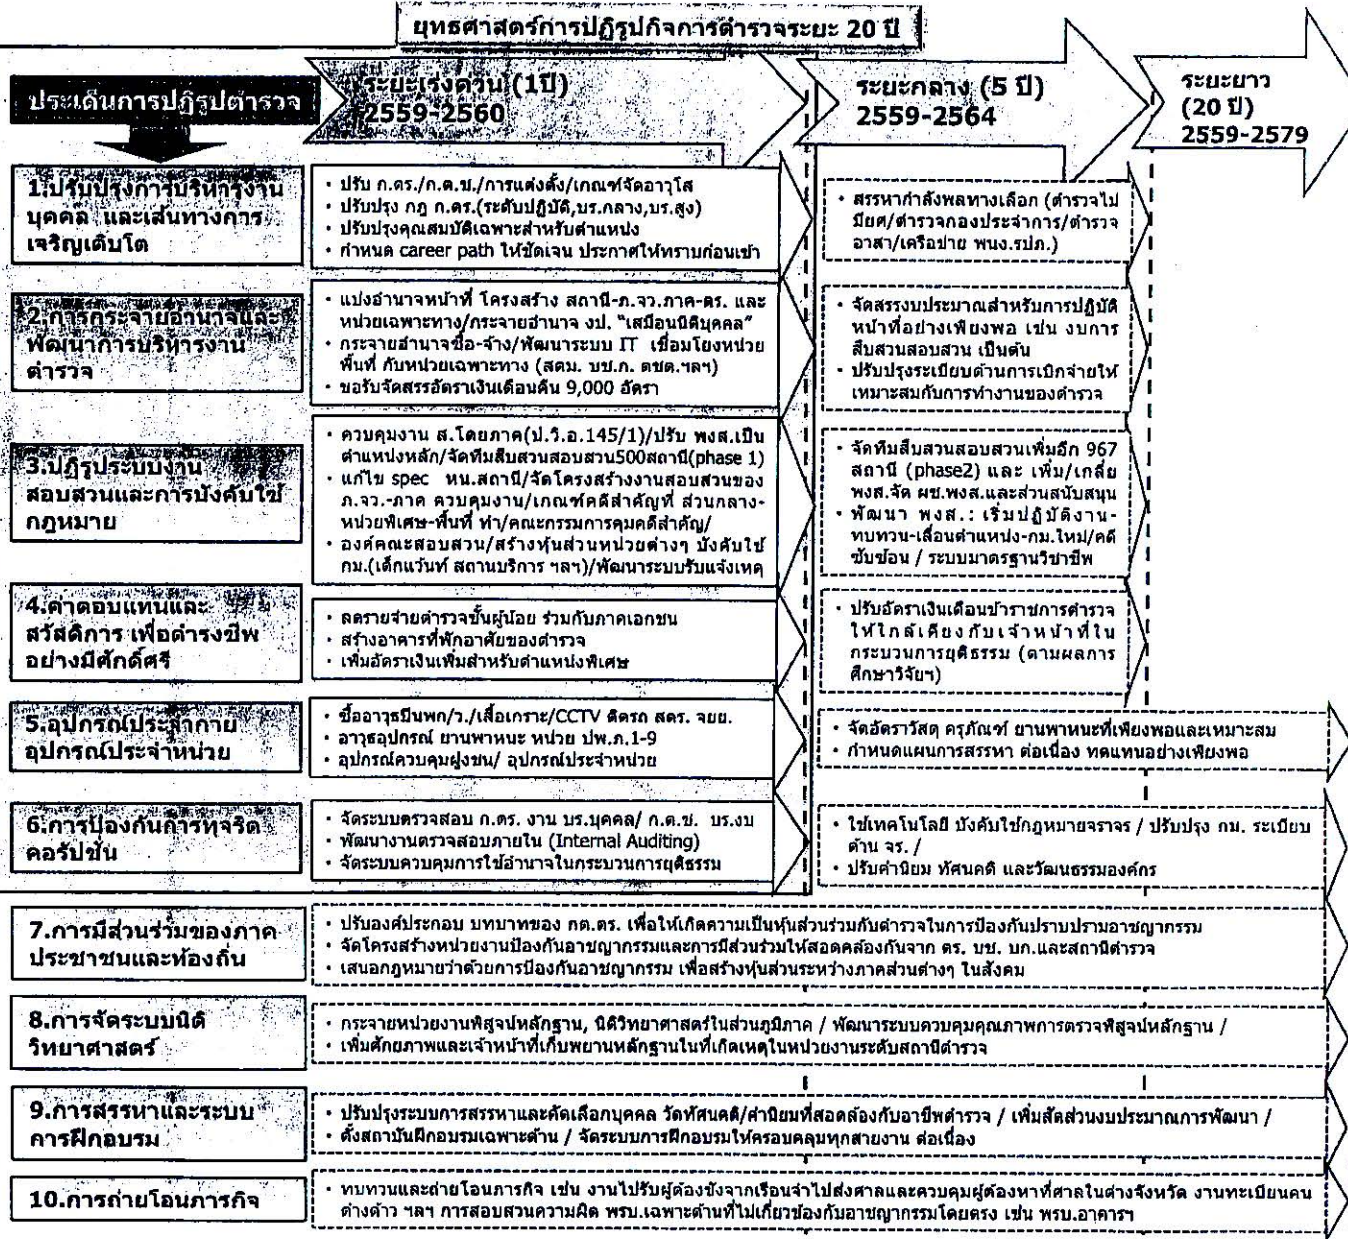 ยุทธศาสตร์การปฏิรูปกิจการตำรวจระยะ 20 ปี
ประเด็นการปฏิรูปตำรวจ
ระยะเร่งด่วน (1ปี)
2559-2560
ระยะกลาง (5 ปี)
2559-2564
ระยะยาว
(20 ปี)
2559-2579
1.ปรับปรุงการบริหารงาน
บุคคล และเส้นทางการ
เจริญเติบโต
· ปรับ ก.ตร./ก.ต.ช./การแต่งตั้ง/เกณฑ์จัดอาวุโส
· ปรับปรุง กฎ ก.ตร.(ระดับปฏิบัติ,บร.กลาง,บร.สูง)
· ปรับปรุงคุณสมบัติเฉพาะสำหรับตำแหน่ง
· กำหนด career path ให้ชัดเจน ประกาศให้ทราบก่อนเข้า
· สรรหากำลังพลทางเลือก (ตำรวจไม่
มียศ/ตำรวจกองประจำการ/ตำรวจ
อาสา/เครือข่าย พนง.รปภ.)
2.การกระจายอำนาจและ
พัฒนาการบริหารงาน
ตำรวจ
· แบ่งอำนาจหน้าที่ โครงสร้าง สถานี-ภ.จว.ภาค-ตร. และ
หน่วยเฉพาะทาง/กระจายอำนาจ งป. “เสมือนนิติบุคคล”
· กระจายอำนาจซื้อ-จ้าง/พัฒนาระบบ IT เชื่อมโยงหน่วย
พื้นที่ กับหน่วยเฉพาะทาง (สตม. บช.ก. ตชด.ฯลฯ)
· ขอรับจัดสรรอัตราเงินเดือนคืน 9,000 อัตรา
· จัดสรรงบประมาณสำหรับการปฏิบัติ
หน้าที่อย่างเพียงพอ เช่น งบการ
สืบสวนสอบสวน เป็นต้น
· ปรับปรุงระเบียบด้านการเบิกจ่ายให้
เหมาะสมกับการทำงานของตำรวจ
3.ปฏิรูประบบงาน
สอบสวนและการบังคับใช้
กฎหมาย
· ควบคุมงาน ส.โดยภาค(ป.วิ.อ.145/1)/ปรับ พงส.เป็น
ตำแหน่งหลัก/จัดทีมสืบสวนสอบสวน500สถานี(phase 1)
· แก้ไข spec หน.สถานี/จัดโครงสร้างงานสอบสวนของ
ภ.จว.-ภาค ควบคุมงาน/เกณฑ์คดีสำคัญที่ ส่วนกลาง-
หน่วยพิเศษ-พื้นที่ ทำ/คณะกรรมการคุมคดีสำคัญ/
· องค์คณะสอบสวน/สร้างหุ้นส่วนหน่วยต่างๆ บังคับใช้
กม.(เด็กแว้นท์ สถานบริการ ฯลฯ)/พัฒนาระบบรับแจ้งเหตุ
· จัดทีมสืบสวนสอบสวนเพิ่มอีก 967
สถานี (phase2) และ เพิ่ม/เกลี่ย
พงส.จัด ผช.พงส.และส่วนสนับสนุน
· พัฒนา พงส.: เริ่มปฏิบัติงาน-
ทบทวน-เลื่อนตำแหน่ง-กม.ใหม่/คดี
ซับซ้อน / ระบบมาตรฐานวิชาชีพ
4.ค่าตอบแทนและ
สวัสดิการ เพื่อดำรงชีพ
อย่างมีศักดิ์ศรี
· ลดรายจ่ายตำรวจชั้นผู้น้อย ร่วมกับภาคเอกชน
· สร้างอาคารที่พักอาศัยของตำรวจ
· เพิ่มอัตราเงินเพิ่มสำหรับตำแหน่งพิเศษ
· ปรับอัตราเงินเดือนข้าราชการตำรวจ
ให้ใกล้เคียงกับเจ้าหน้าที่ใน
กระบวนการยุติธรรม (ตามผลการ
ศึกษาวิจัยฯ)
5.อุปกรณ์ประจำกาย
อุปกรณ์ประจำหน่วย
· ซื้ออาวุธปืนพก/ว./เสื้อเกราะ/CCTV ติดรถ สตร. จยย.
· อาวุธอุปกรณ์ ยานพาหนะ หน่วย ปพ.ภ.1-9
· อุปกรณ์ควบคุมฝูงชน/ อุปกรณ์ประจำหน่วย
· จัดอัตราวัสดุ ครุภัณฑ์ ยานพาหนะที่เพียงพอและเหมาะสม
· กำหนดแผนการสรรหา ต่อเนื่อง ทดแทนอย่างเพียงพอ
6.การป้องกันการทุจริต
คอรัปชั่น
· จัดระบบตรวจสอบ ก.ตร. งาน บร.บุคคล/ ก.ต.ช. บร.งบ
· พัฒนางานตรวจสอบภายใน (Internal Auditing)
· จัดระบบควบคุมการใช้อำนาจในกระบวนการยุติธรรม
· ใช้เทคโนโลยี บังคับใช้กฎหมายจราจร / ปรับปรุง กม. ระเบียบ
ด้าน จร. /
· ปรับค่านิยม ทัศนคติ และวัฒนธรรมองค์กร
7.การมีส่วนร่วมของภาค
ประชาชนและท้องถิ่น
· ปรับองค์ประกอบ บทบาทของ กต.ตร. เพื่อให้เกิดความเป็นหุ้นส่วนร่วมกับตำรวจในการป้องกันปราบปรามอาชญากรรม
· จัดโครงสร้างหน่วยงานป้องกันอาชญากรรมและการมีส่วนร่วมให้สอดคล้องกันจาก ตร. บช. บก.และสถานีตำรวจ
· เสนอกฎหมายว่าด้วยการป้องกันอาชญากรรม เพื่อสร้างหุ้นส่วนระหว่างภาคส่วนต่างๆ ในสังคม
8.การจัดระบบนิติ
วิทยาศาสตร์
· กระจายหน่วยงานพิสูจน์หลักฐาน, นิติวิทยาศาสตร์ในส่วนภูมิภาค / พัฒนาระบบควบคุมคุณภาพการตรวจพิสูจน์หลักฐาน /
· เพิ่มศักยภาพและเจ้าหน้าที่เก็บพยานหลักฐานในที่เกิดเหตุในหน่วยงานระดับสถานีตำรวจ
9.การสรรหาและระบบ
การฝึกอบรม
· ปรับปรุงระบบการสรรหาและคัดเลือกบุคคล วัดทัศนคติ/ค่านิยมที่สอดคล้องกับอาชีพตำรวจ / เพิ่มสัดส่วนงบประมาณการพัฒนา /
· ตั้งสถาบันฝึกอบรมเฉพาะด้าน / จัดระบบการฝึกอบรมให้ครอบคลุมทุกสายงาน ต่อเนื่อง
10.การถ่ายโอนภารกิจ
· ทบทวนและถ่ายโอนภารกิจ เช่น งานไปรับผู้ต้องขังจากเรือนจำไปส่งศาลและควบคุมผู้ต้องหาที่ศาลในต่างจังหวัด งานทะเบียนคน
ต่างด้าว ฯลฯ การสอบสวนความผิด พรบ.เฉพาะด้านที่ไม่เกี่ยวข้องกับอาชญากรรมโดยตรง เช่น พรบ.อาคารฯ